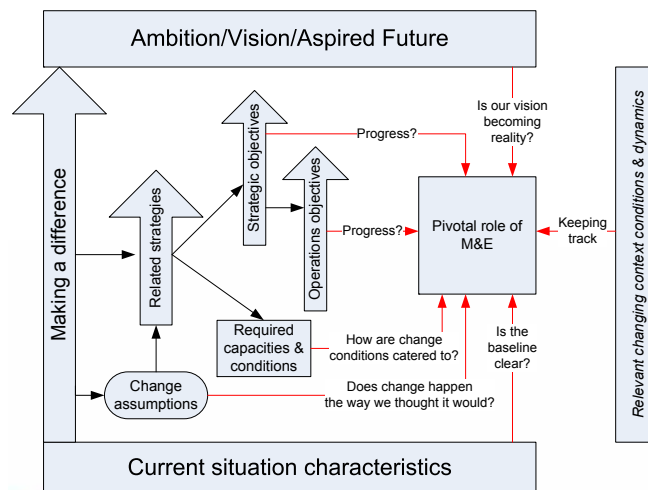 Ambition/Vision/Aspired Future
Is our vision
becoming
reality?
Progress?
Strategic objectives
Operations objectives
Progress?
Related strategies
Making a difference
Pivotal role of
M&E
Keeping
track
Relevant changing context conditions & dynamics
Required
capacities &
conditions
How are change
conditions catered to?
Is the
baseline
clear?
Change
assumptions
Does change happen
the way we thought it would?
Current situation characteristics